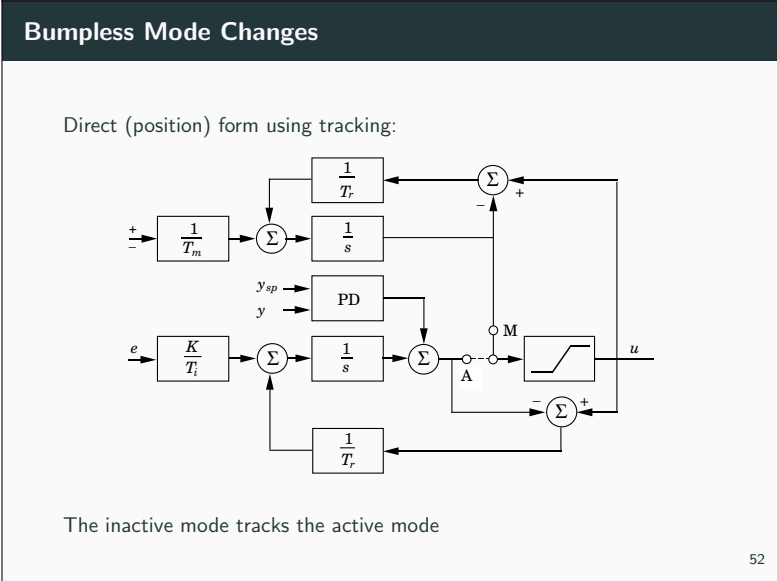 Bumpless Mode Changes
Direct (position) form using tracking:
1
T_r
Σ
−
+
+
−
1
T_m
Σ
1
s
y_sp
y
PD
M
e
K
T_i
Σ
1
s
Σ
A
u
−
Σ
+
1
T_r
The inactive mode tracks the active mode
52